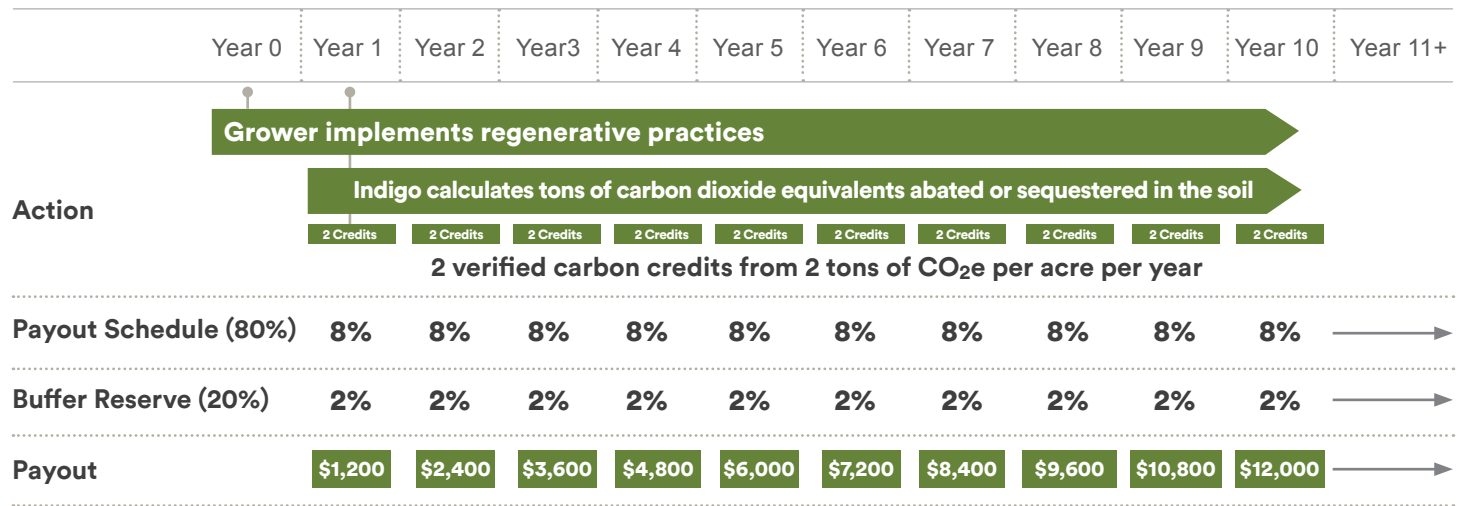 Year 0 Year 1 Year 2 Year3 Year 4 Year 5 Year 6 Year 7 Year 8 Year 9 Year 10 Year 11+
Grower implements regenerative practices
Indigo calculates tons of carbon dioxide equivalents abated or sequestered in the soil
Action
2 Credits 2 Credits 2 Credits 2 Credits 2 Credits 2 Credits 2 Credits 2 Credits 2 Credits 2 Credits
2 verified carbon credits from 2 tons of CO₂e per acre per year
Payout Schedule (80%) 8% 8% 8% 8% 8% 8% 8% 8% 8% 8%
Buffer Reserve (20%) 2% 2% 2% 2% 2% 2% 2% 2% 2% 2%
Payout $1,200 $2,400 $3,600 $4,800 $6,000 $7,200 $8,400 $9,600 $10,800 $12,000